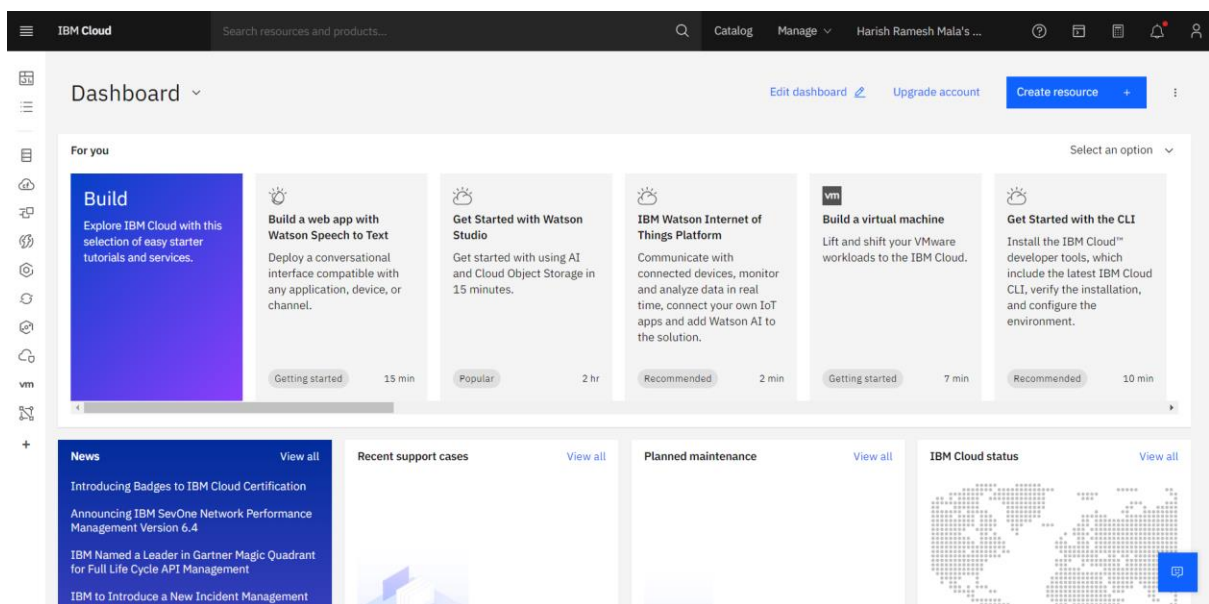 IBM Cloud
Search resources and products...
Catalog
Manage
Harish Ramesh Mala's ...
Dashboard
Edit dashboard
Upgrade account
Create resource +
For you
Select an option
Build
Explore IBM Cloud with this
selection of easy starter
tutorials and services.
Build a web app with
Watson Speech to Text
Deploy a conversational
interface compatible with
any application, device, or
channel.
Getting started
15 min
Get Started with Watson
Studio
Get started with using AI
and Cloud Object Storage in
15 minutes.
Popular
2 hr
IBM Watson Internet of
Things Platform
Communicate with
connected devices, monitor
and analyze data in real
time, connect your own IoT
apps and add Watson AI to
the solution.
Recommended
2 min
vm
Build a virtual machine
Lift and shift your VMware
workloads to the IBM Cloud.
Getting started
7 min
Get Started with the CLI
Install the IBM Cloud™
developer tools, which
include the latest IBM Cloud
CLI, verify the installation,
and configure the
environment.
Recommended
10 min
vm
News
View all
Introducing Badges to IBM Cloud Certification
Announcing IBM SevOne Network Performance
Management Version 6.4
IBM Named a Leader in Gartner Magic Quadrant
for Full Life Cycle API Management
IBM to Introduce a New Incident Management
Recent support cases
View all
Planned maintenance
View all
IBM Cloud status
View all